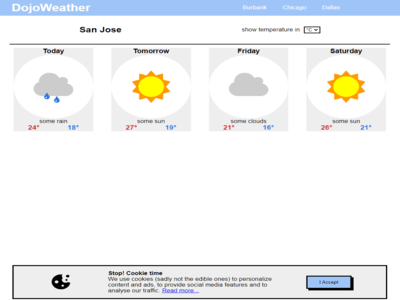 DojoWeather Burbank Chicago Dallas
San Jose show temperature in °C
Today Tomorrow Friday Saturday
some rain some sun some clouds some sun
24° 18° 27° 19° 21° 16° 26° 21°
Stop! Cookie time
We use cookies (sadly not the edible ones) to personalize
content and ads, to provide social media features and to
analyse our traffic. Read more...
I Accept